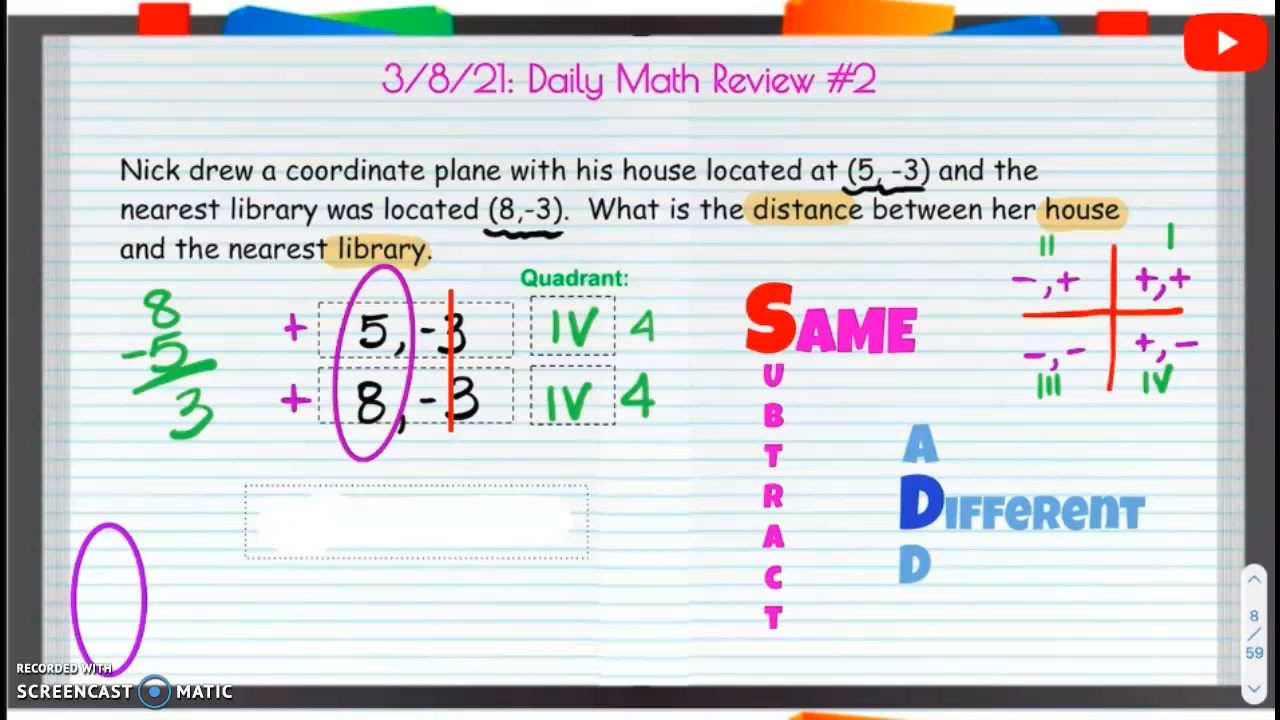 3/8/21: Daily Math Review #2
Nick drew a coordinate plane with his house located at (5, -3) and the
nearest library was located (8,-3). What is the distance between her house
and the nearest library.
Quadrant:
8
-5
3
+ 5, -3 IV 4
+ 8, -3 IV 4
SAME
SUBTRACT
ADD
DIFFERENT
II I
-,+ +,+
-,- +,-
III IV
8
/
59
RECORDED WITH
SCREENCAST MATIC